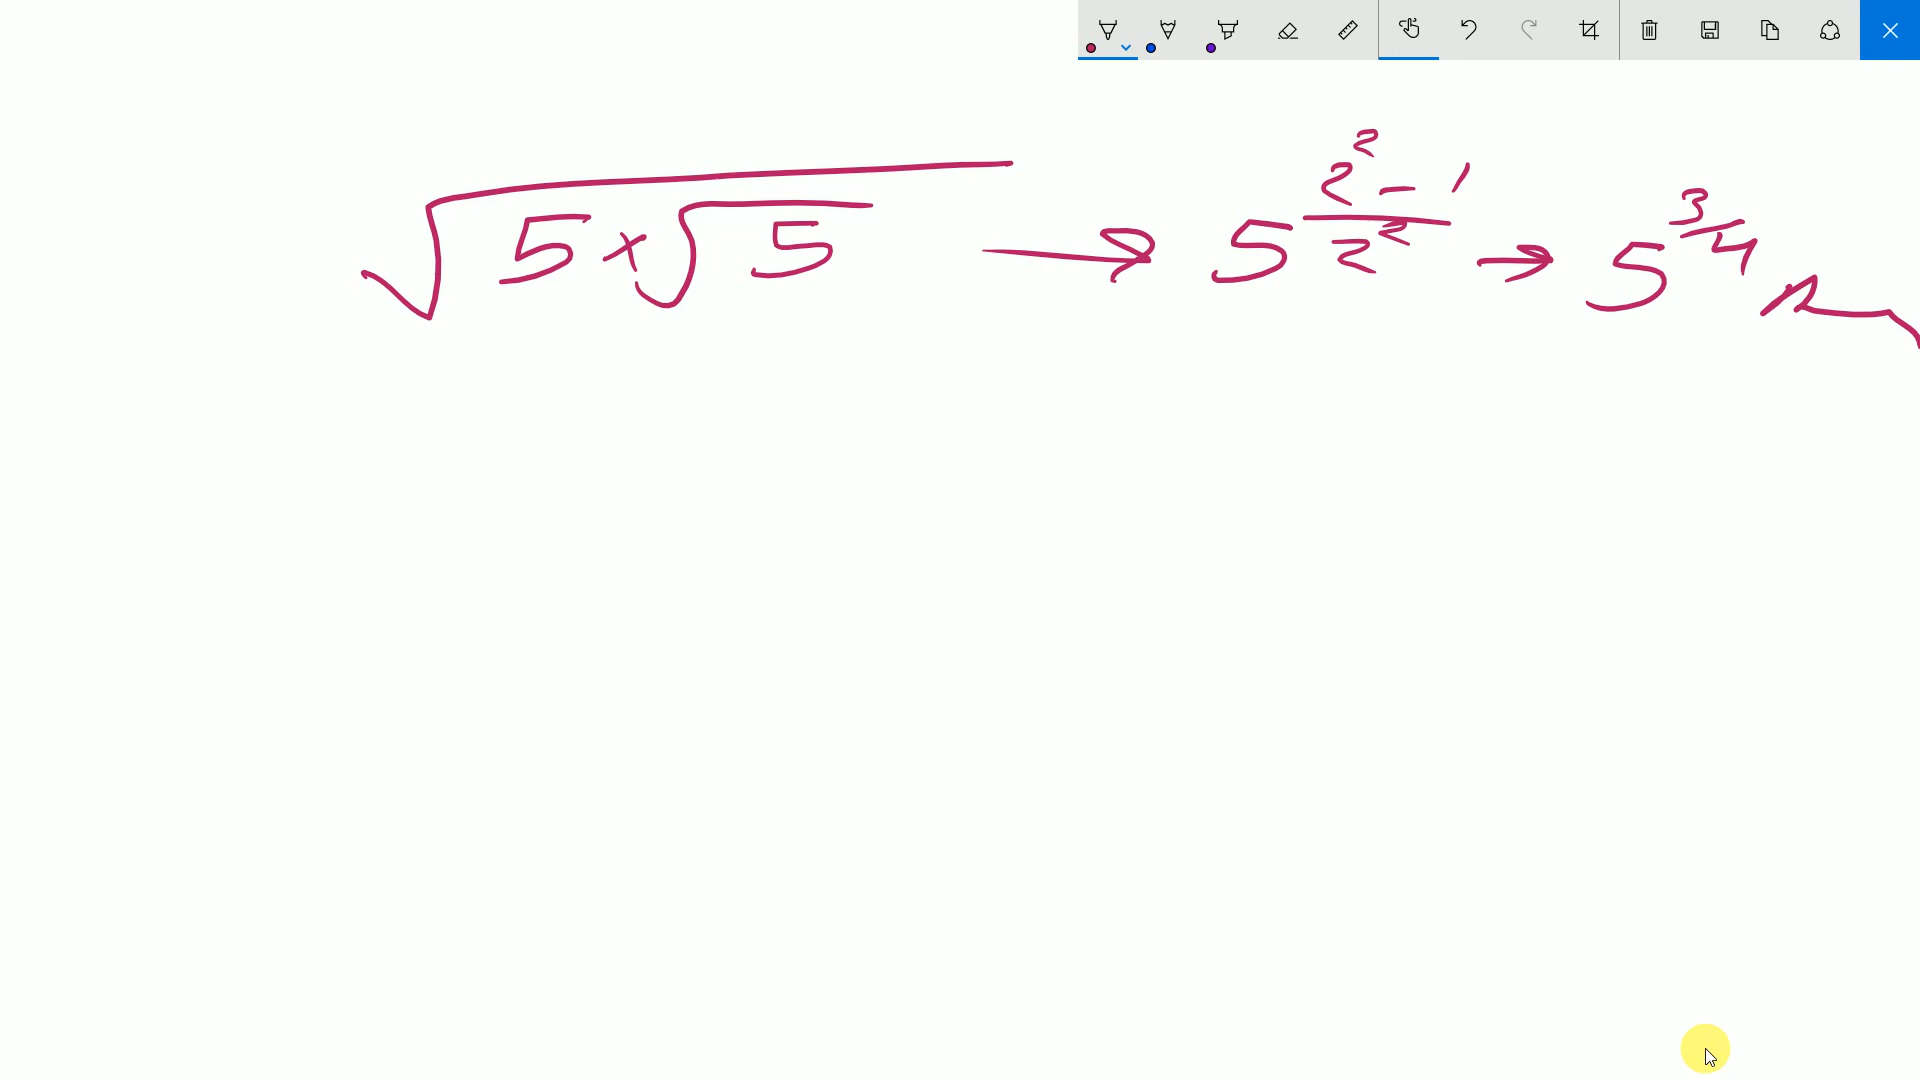 √(5×√5) → 5^((2^2-1)/2^2) → 5^(3/4)